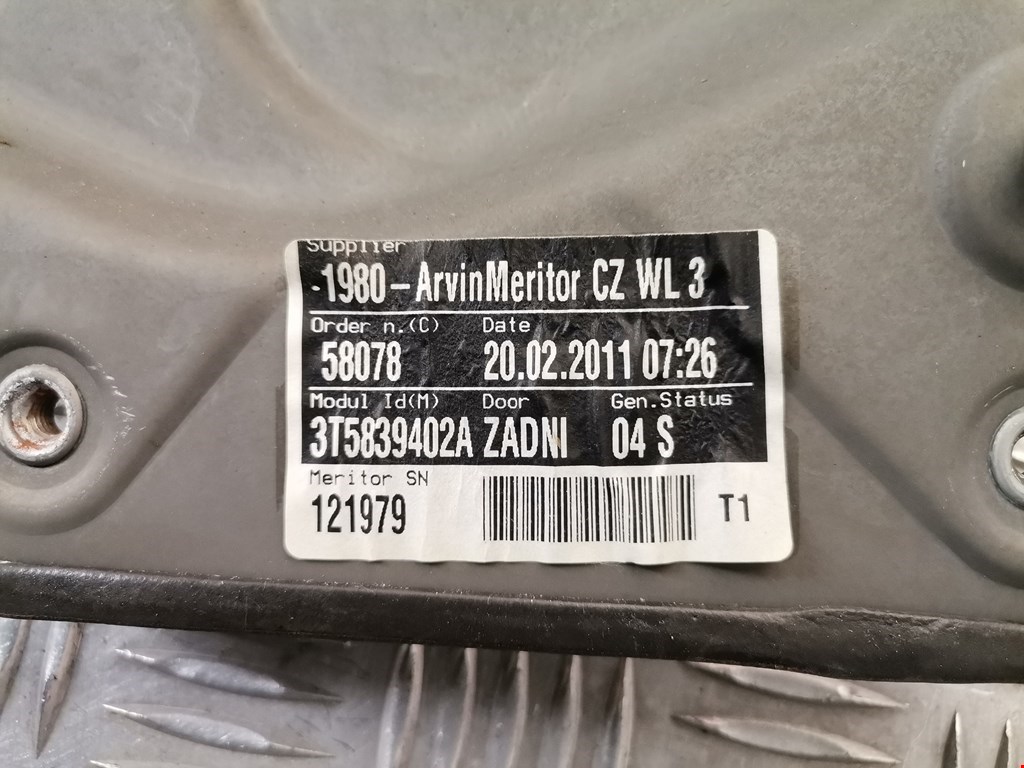 Supplier
-1980-ArvinMeritor CZ WL 3
Order n.(C) Date
58078 20.02.2011 07:26
Modul Id(M) Door Gen.Status
3T5839402A ZADNI 04 S
Meritor SN
121979 T1